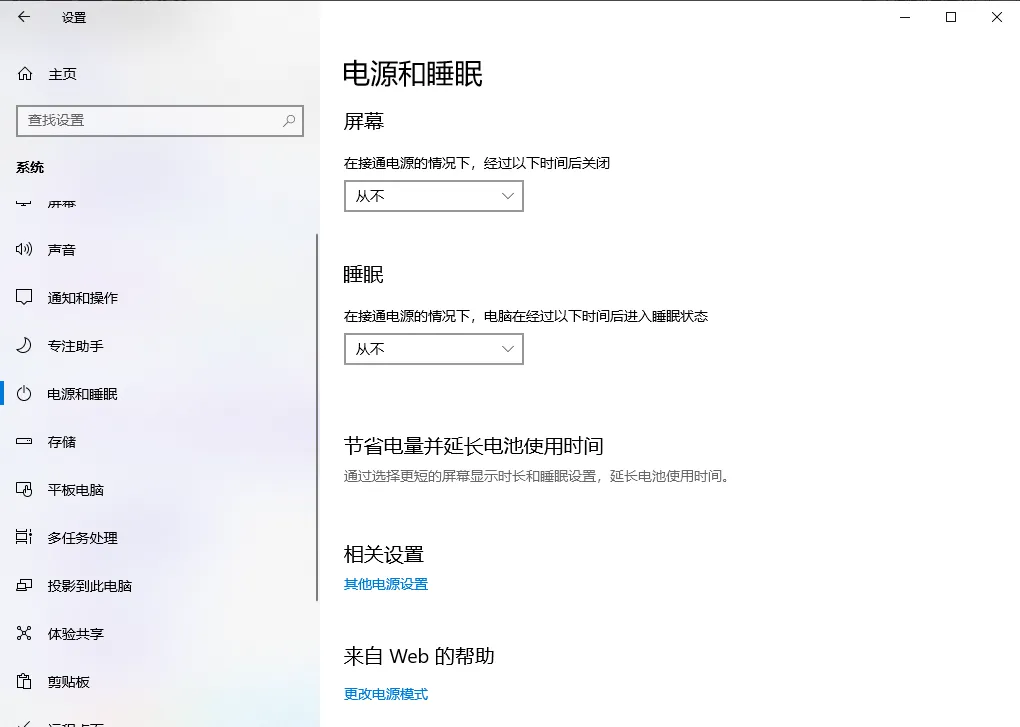 设置
主页
查找设置
系统
屏幕
声音
通知和操作
专注助手
电源和睡眠
存储
平板电脑
多任务处理
投影到此电脑
体验共享
剪贴板
远程桌面
电源和睡眠
屏幕
在接通电源的情况下，经过以下时间后关闭
从不
睡眠
在接通电源的情况下，电脑在经过以下时间后进入睡眠状态
从不
节省电量并延长电池使用时间
通过选择更短的屏幕显示时长和睡眠设置，延长电池使用时间。
相关设置
其他电源设置
来自 Web 的帮助
更改电源模式